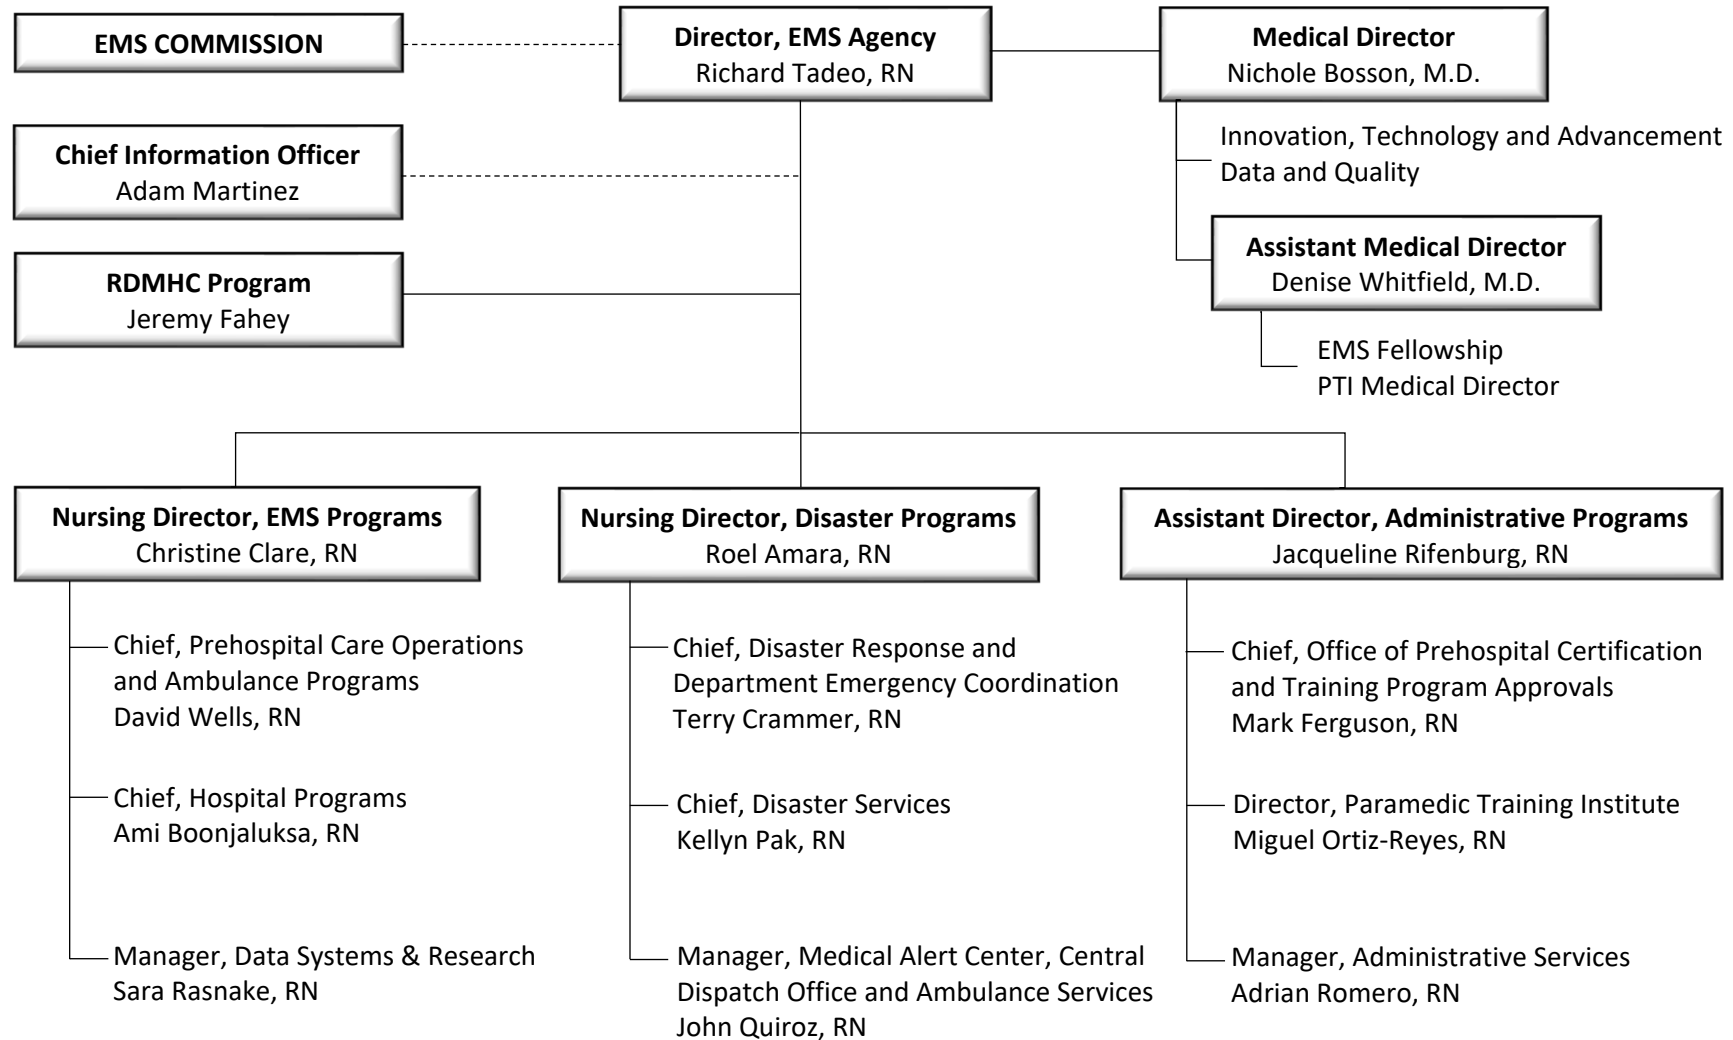 EMS COMMISSION
Director, EMS Agency
Richard Tadeo, RN
Medical Director
Nichole Bosson, M.D.
Innovation, Technology and Advancement
Data and Quality
Chief Information Officer
Adam Martinez
Assistant Medical Director
Denise Whitfield, M.D.
RDMHC Program
Jeremy Fahey
EMS Fellowship
PTI Medical Director
Nursing Director, EMS Programs
Christine Clare, RN
Chief, Prehospital Care Operations
and Ambulance Programs
David Wells, RN
Chief, Hospital Programs
Ami Boonjaluksa, RN
Manager, Data Systems & Research
Sara Rasnake, RN
Nursing Director, Disaster Programs
Roel Amara, RN
Chief, Disaster Response and
Department Emergency Coordination
Terry Crammer, RN
Chief, Disaster Services
Kellyn Pak, RN
Manager, Medical Alert Center, Central
Dispatch Office and Ambulance Services
John Quiroz, RN
Assistant Director, Administrative Programs
Jacqueline Rifenburg, RN
Chief, Office of Prehospital Certification
and Training Program Approvals
Mark Ferguson, RN
Director, Paramedic Training Institute
Miguel Ortiz-Reyes, RN
Manager, Administrative Services
Adrian Romero, RN